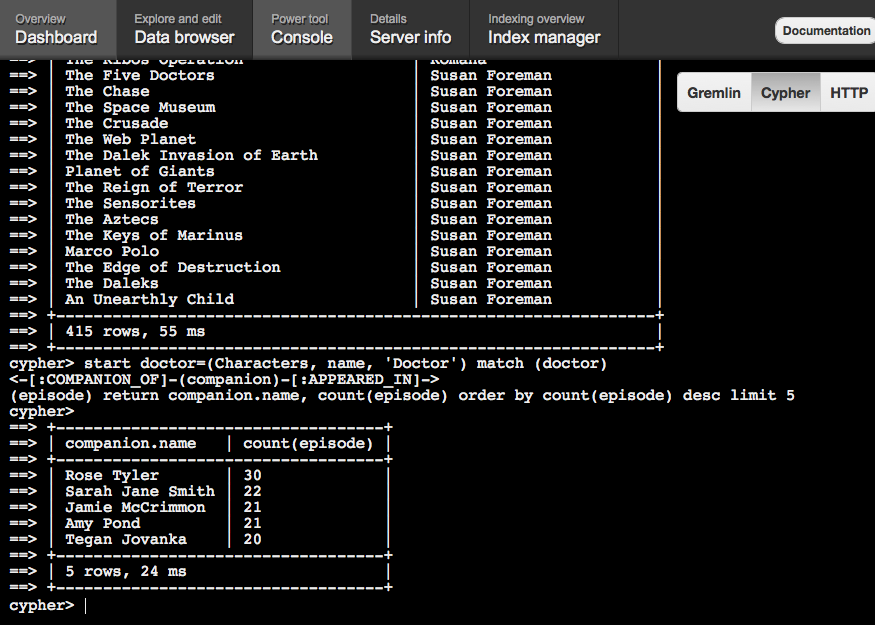 Overview
Dashboard
Explore and edit
Data browser
Power tool
Console
Details
Server info
Indexing overview
Index manager
Documentation
Gremlin
Cypher
HTTP
==> | The Ribos Operation | Romana |
==> | The Five Doctors | Susan Foreman |
==> | The Chase | Susan Foreman |
==> | The Space Museum | Susan Foreman |
==> | The Crusade | Susan Foreman |
==> | The Web Planet | Susan Foreman |
==> | The Dalek Invasion of Earth | Susan Foreman |
==> | Planet of Giants | Susan Foreman |
==> | The Reign of Terror | Susan Foreman |
==> | The Sensorites | Susan Foreman |
==> | The Aztecs | Susan Foreman |
==> | The Keys of Marinus | Susan Foreman |
==> | Marco Polo | Susan Foreman |
==> | The Edge of Destruction | Susan Foreman |
==> | The Daleks | Susan Foreman |
==> | An Unearthly Child | Susan Foreman |
==> +----------------------------------------------------------------+
==> | 415 rows, 55 ms |
==> +----------------------------------------------------------------+
cypher> start doctor=(Characters, name, 'Doctor') match (doctor)
<-[:COMPANION_OF]-(companion)-[:APPEARED_IN]->
(episode) return companion.name, count(episode) order by count(episode) desc limit 5
cypher>
==> +-----------------------------------+
==> | companion.name | count(episode) |
==> +-----------------------------------+
==> | Rose Tyler | 30 |
==> | Sarah Jane Smith | 22 |
==> | Jamie McCrimmon | 21 |
==> | Amy Pond | 21 |
==> | Tegan Jovanka | 20 |
==> +-----------------------------------+
==> | 5 rows, 24 ms |
==> +-----------------------------------+
cypher>